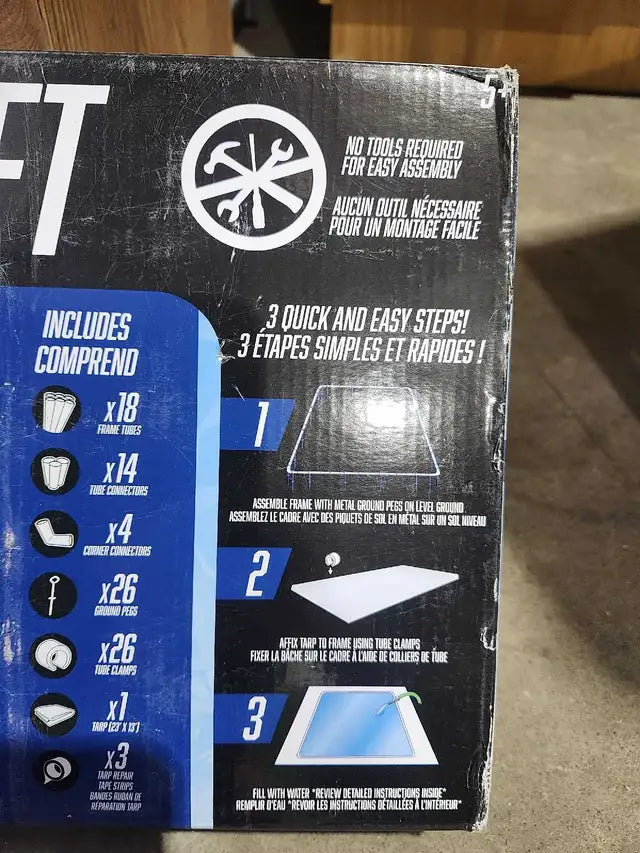 FT
5+
NO TOOLS REQUIRED
FOR EASY ASSEMBLY
AUCUN OUTIL NÉCESSAIRE
POUR UN MONTAGE FACILE
INCLUDES
COMPREND
x18
FRAME TUBES
x14
TUBE CONNECTORS
x4
CORNER CONNECTORS
x26
GROUND PEGS
x26
TUBE CLAMPS
x1
TARP (23' X 13')
x3
TARP REPAIR
TAPE STRIPS
BANDES RUBAN DE
RÉPARATION TARP
3 QUICK AND EASY STEPS!
3 ÉTAPES SIMPLES ET RAPIDES !
1
ASSEMBLE FRAME WITH METAL GROUND PEGS ON LEVEL GROUND
ASSEMBLEZ LE CADRE AVEC DES PIQUETS DE SOL EN MÉTAL SUR UN SOL NIVEAU
2
AFFIX TARP TO FRAME USING TUBE CLAMPS
FIXER LA BÂCHE SUR LE CADRE À L'AIDE DE COLLIERS DE TUBE
3
FILL WITH WATER *REVIEW DETAILED INSTRUCTIONS INSIDE*
REMPLIR D'EAU *REVOIR LES INSTRUCTIONS DÉTAILLÉES À L'INTÉRIEUR*